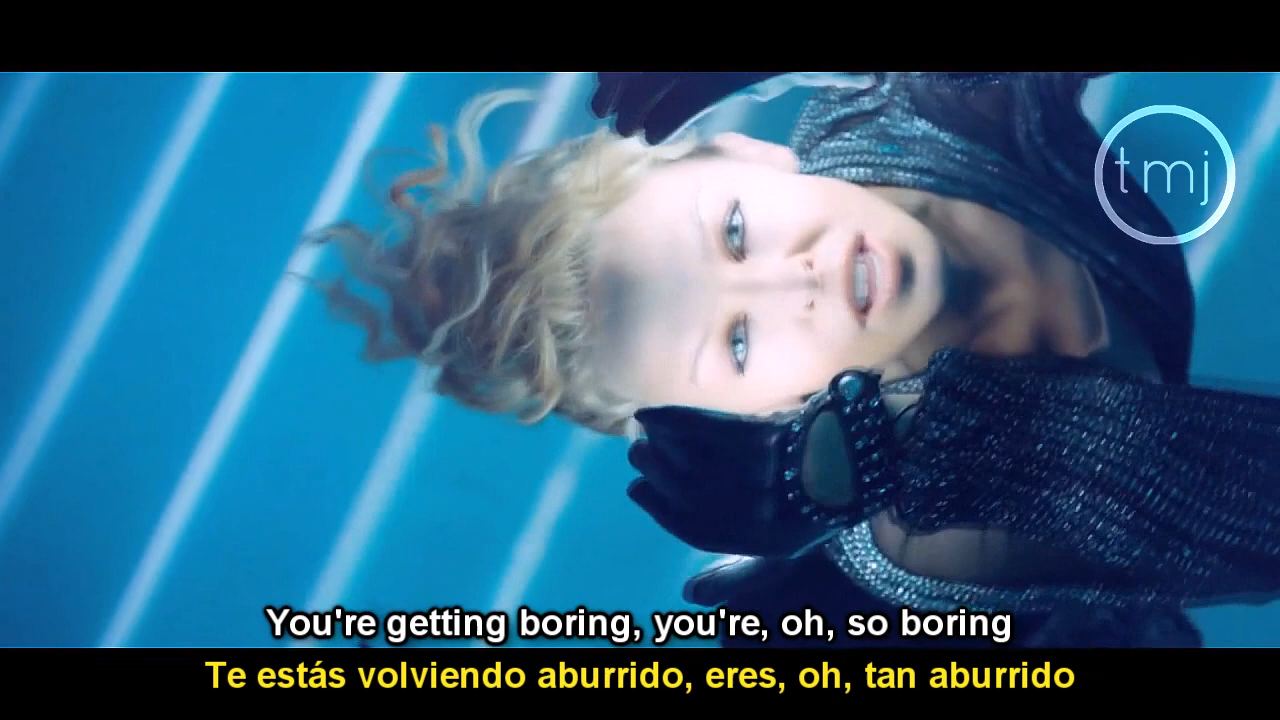 tmj
You're getting boring, you're, oh, so boring
Te estás volviendo aburrido, eres, oh, tan aburrido